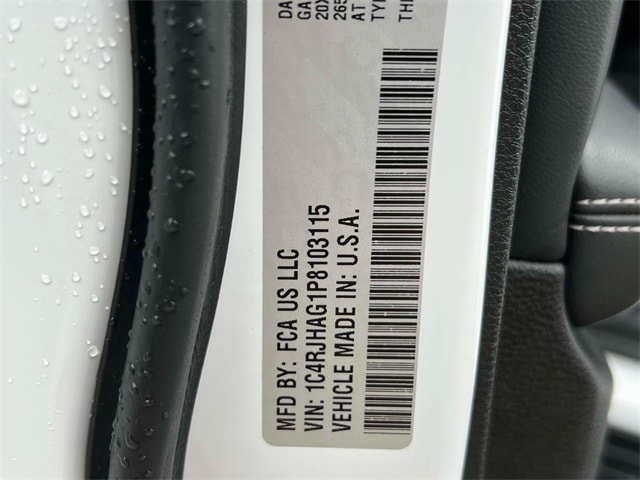 MFD BY: FCA US LLC
VIN: 1C4RJHAG1P8103115
VEHICLE MADE IN: U.S.A.